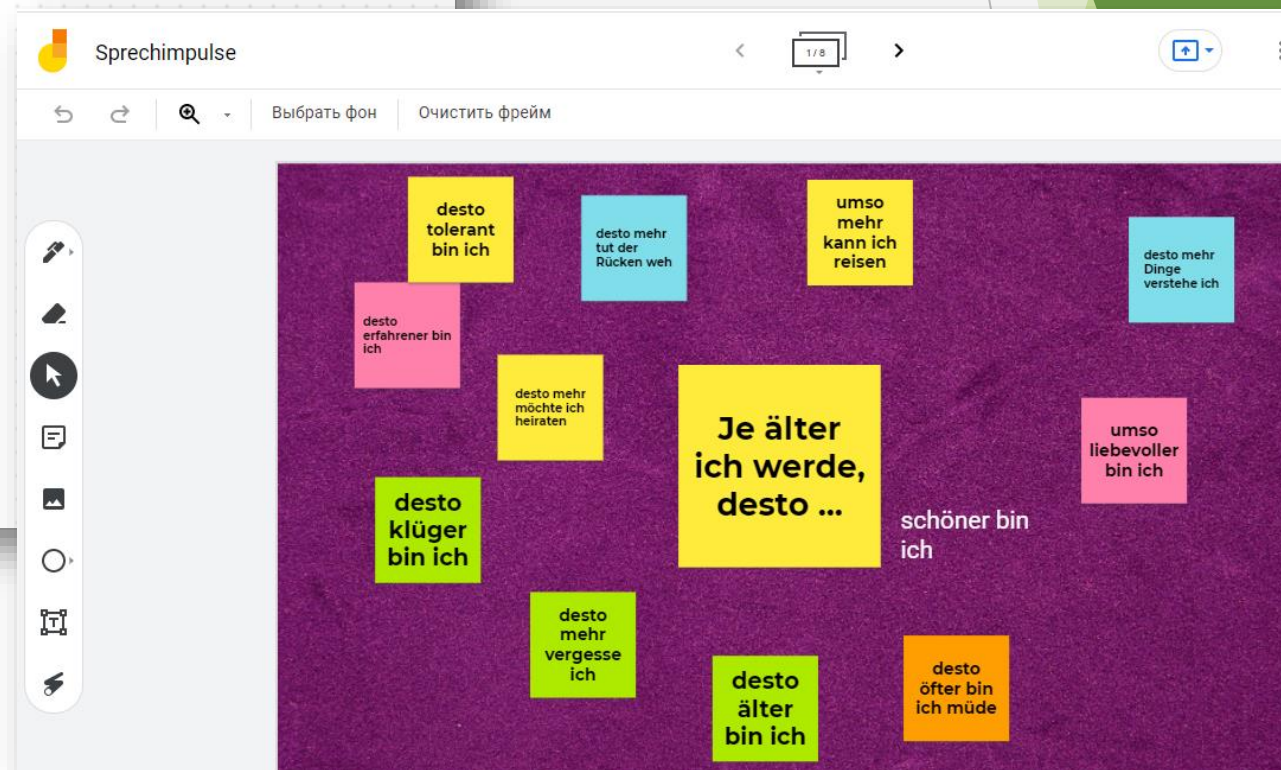 Sprechimpulse
1/8
Выбрать фон
Очистить фрейм
desto
tolerant
bin ich
desto mehr
tut der
Rücken weh
umso
mehr
kann ich
reisen
desto mehr
Dinge
verstehe ich
desto
erfahrener bin
ich
desto mehr
möchte ich
heiraten
Je älter
ich werde,
desto ...
umso
liebevoller
bin ich
desto
klüger
bin ich
schöner bin
ich
desto
mehr
vergesse
ich
desto
älter
bin ich
desto
öfter bin
ich müde